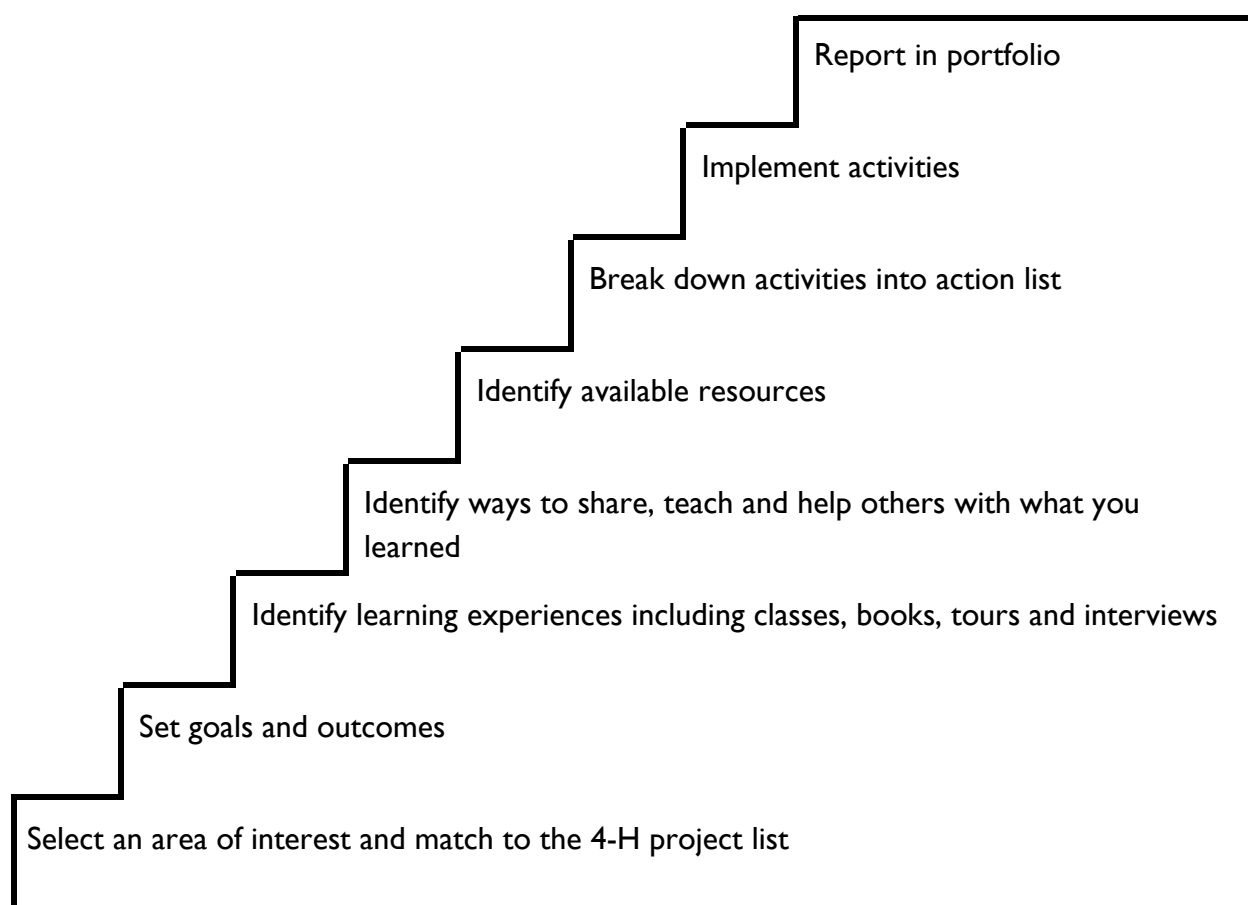 Report in portfolio
Implement activities
Break down activities into action list
Identify available resources
Identify ways to share, teach and help others with what you
learned
Identify learning experiences including classes, books, tours and interviews
Set goals and outcomes
Select an area of interest and match to the 4-H project list